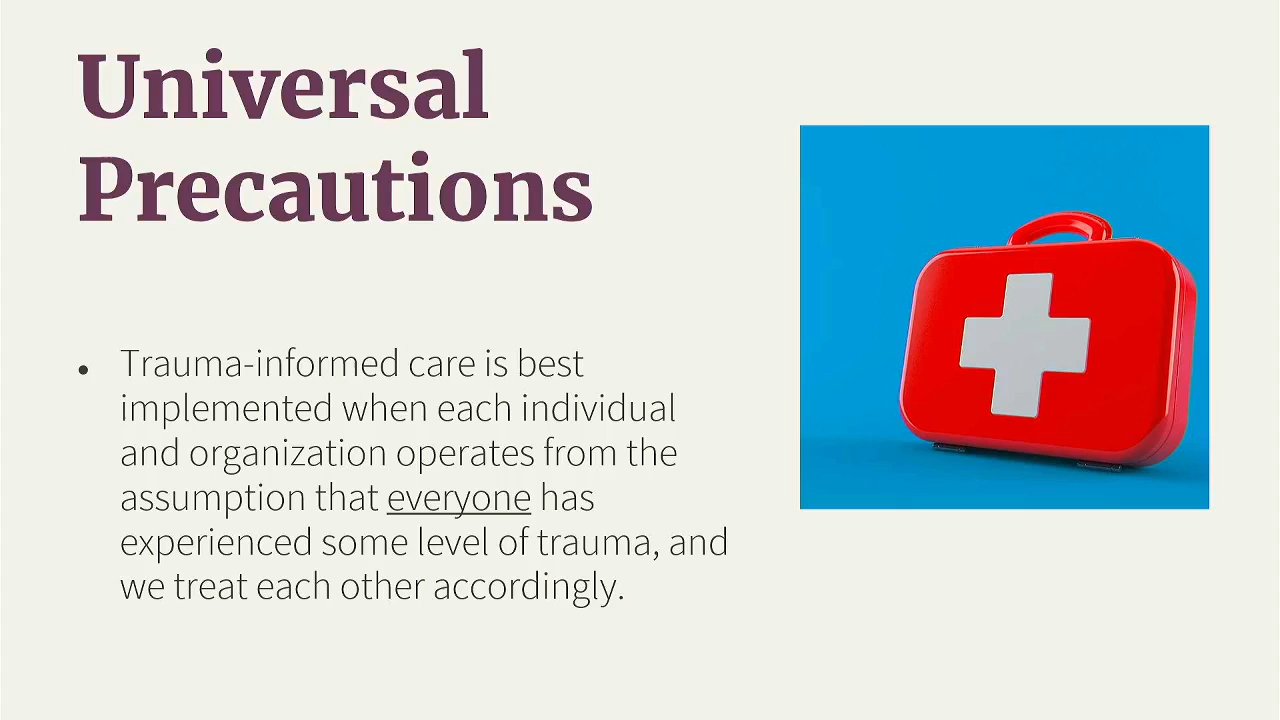 Universal
Precautions
• Trauma-informed care is best
implemented when each individual
and organization operates from the
assumption that everyone has
experienced some level of trauma, and
we treat each other accordingly.